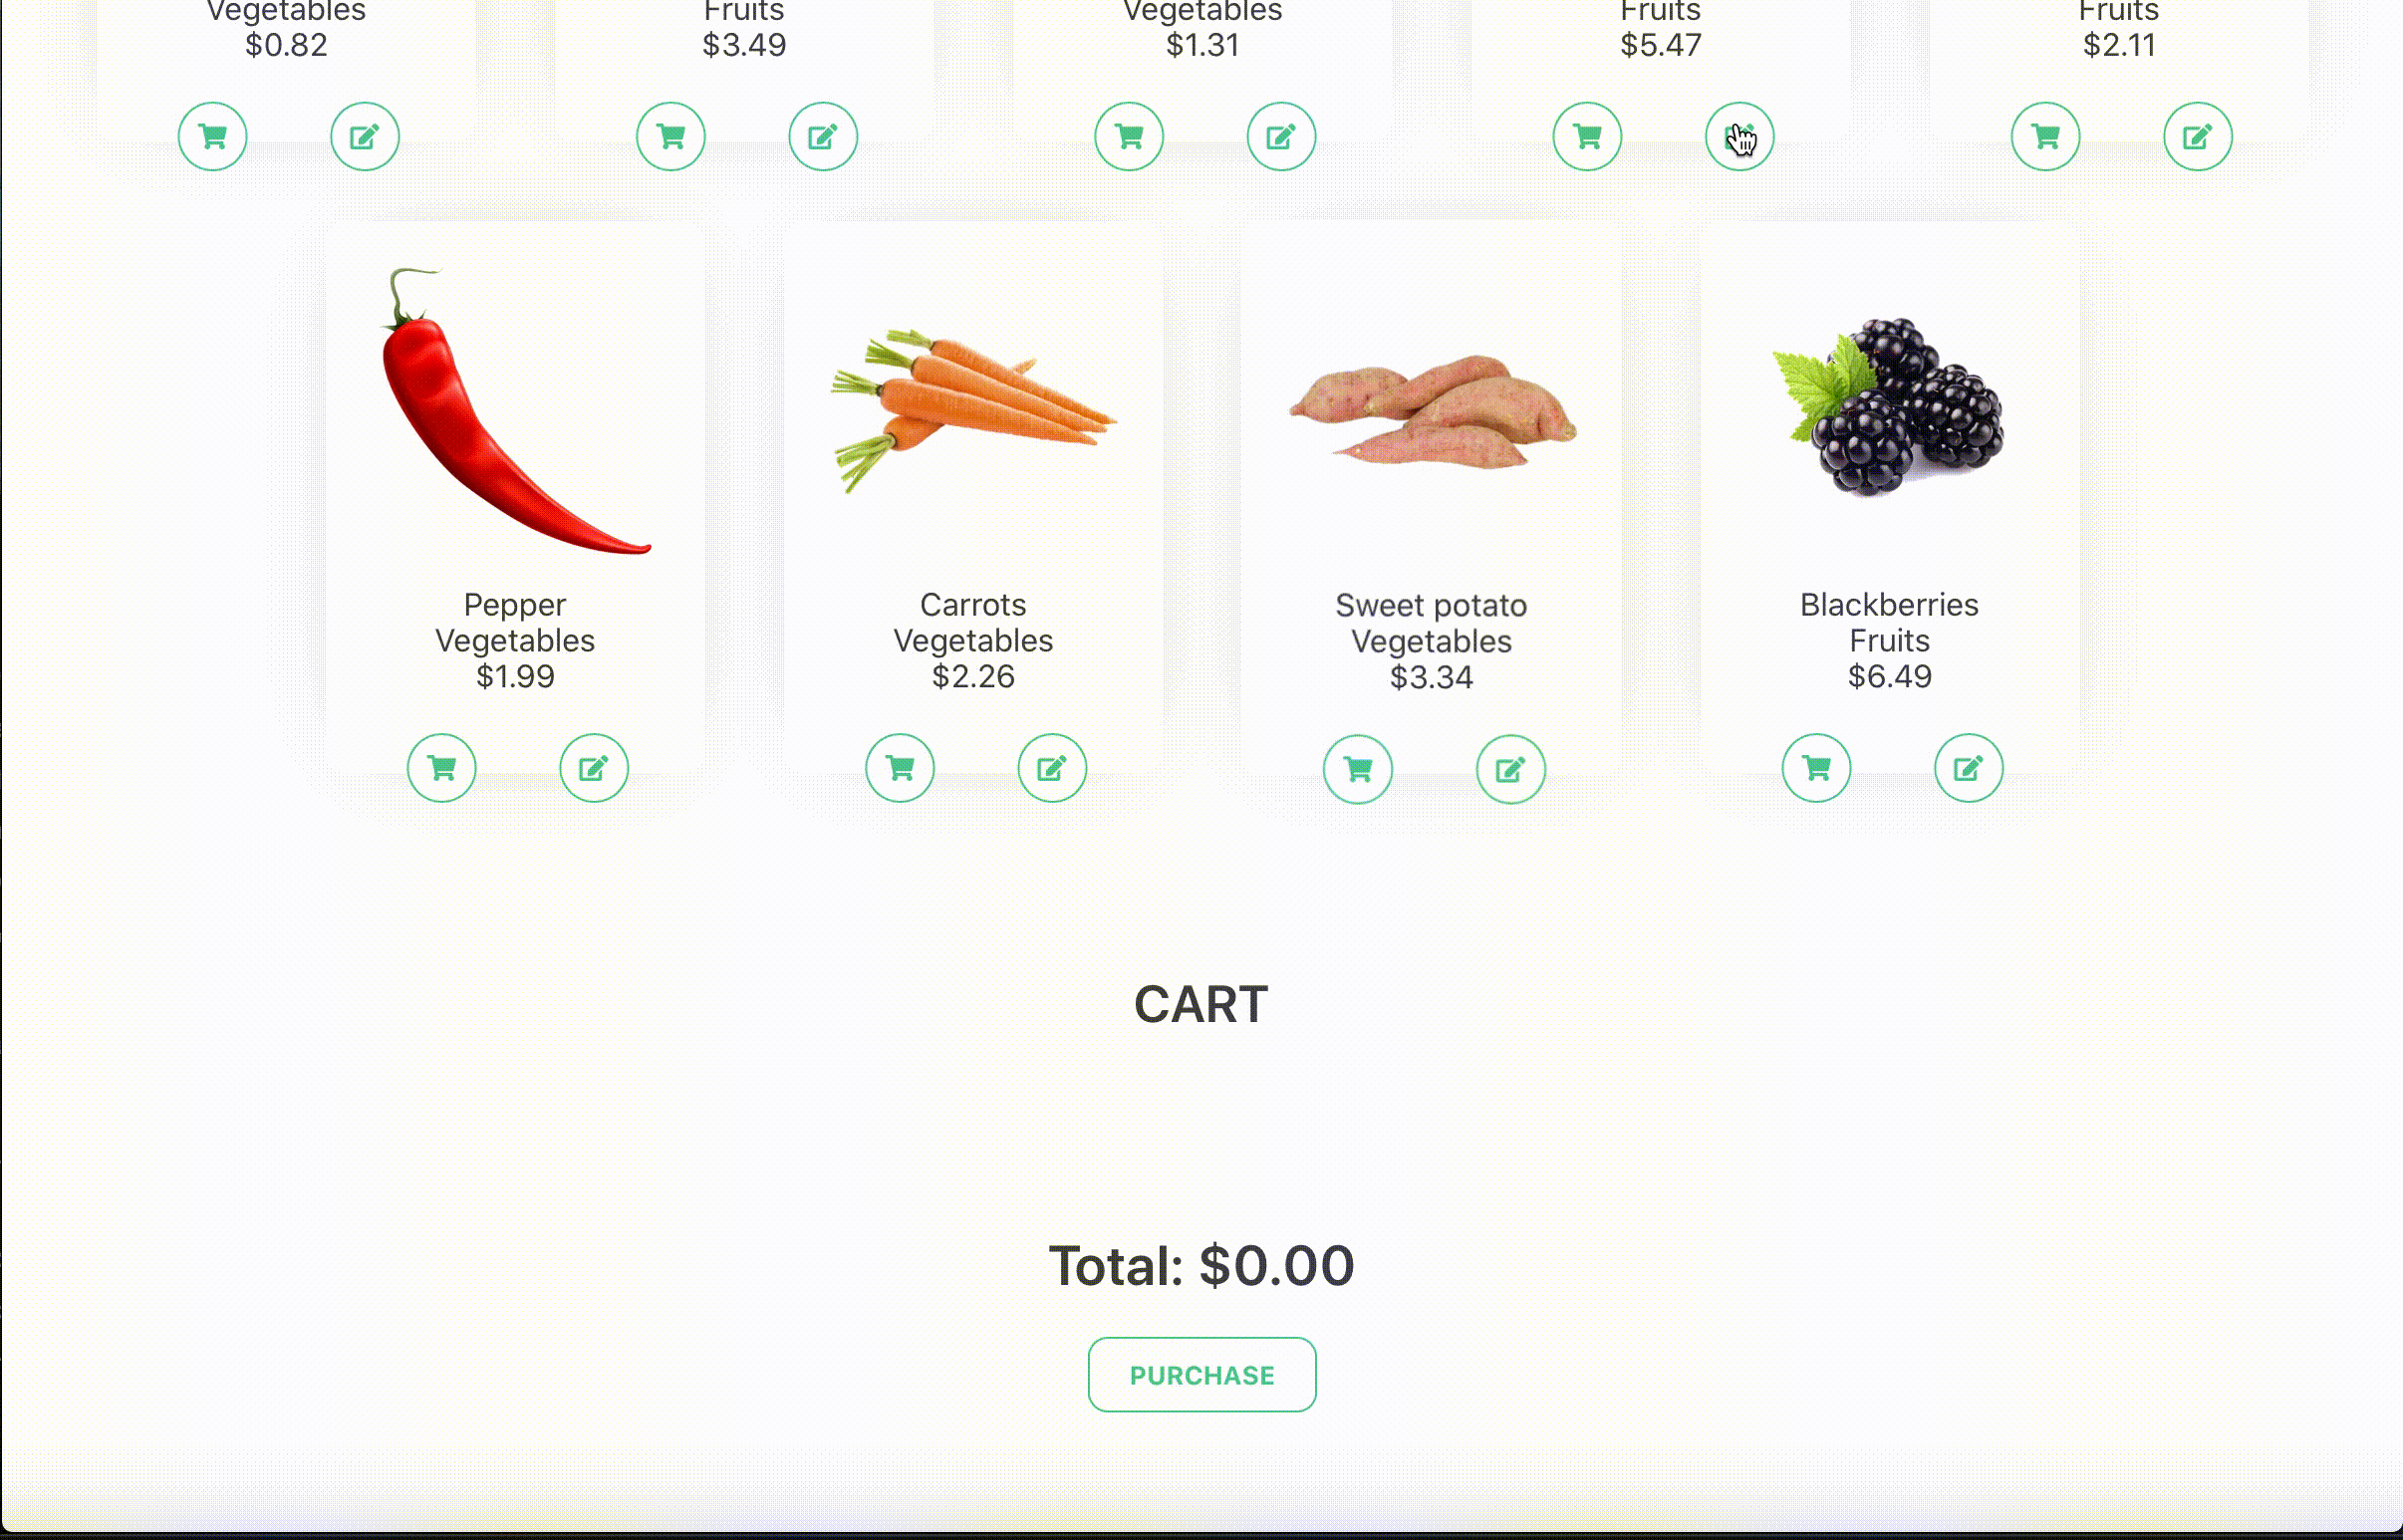 Vegetables
$0.82
Fruits
$3.49
Vegetables
$1.31
Fruits
$5.47
Fruits
$2.11
Pepper
Vegetables
$1.99
Carrots
Vegetables
$2.26
Sweet potato
Vegetables
$3.34
Blackberries
Fruits
$6.49
CART
Total: $0.00
PURCHASE